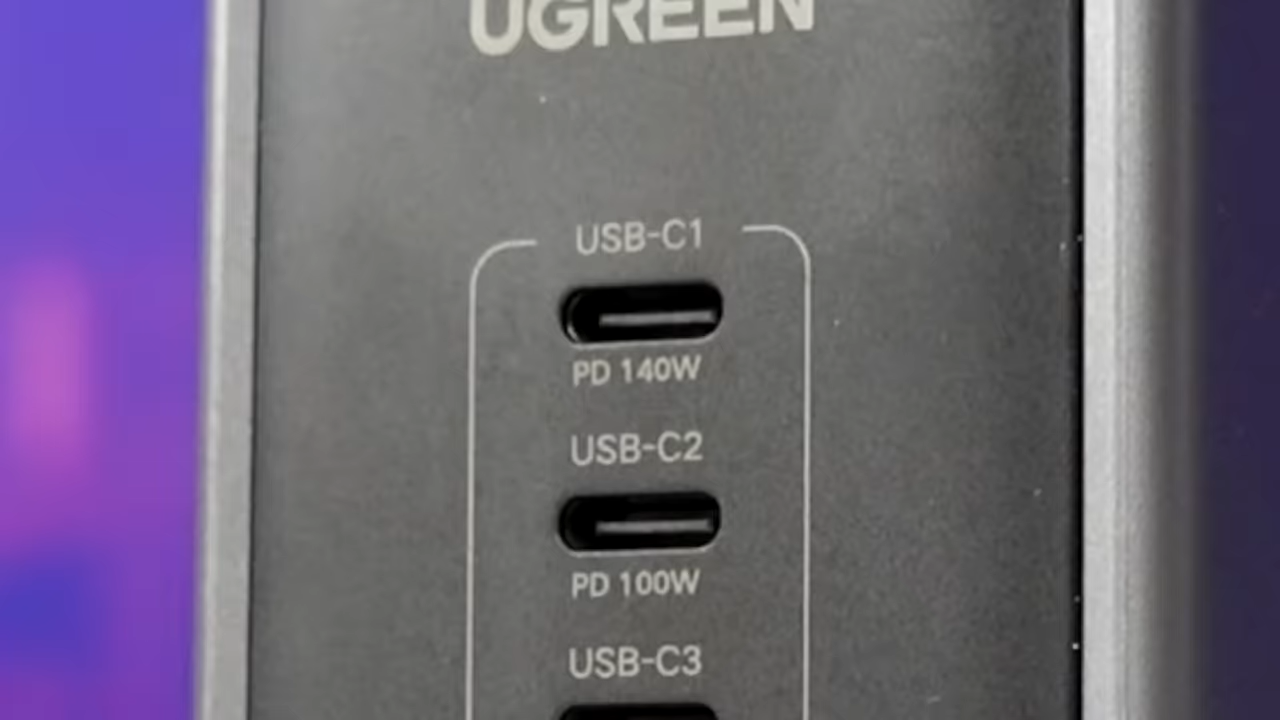 UGREEN
USB-C1
PD 140W
USB-C2
PD 100W
USB-C3